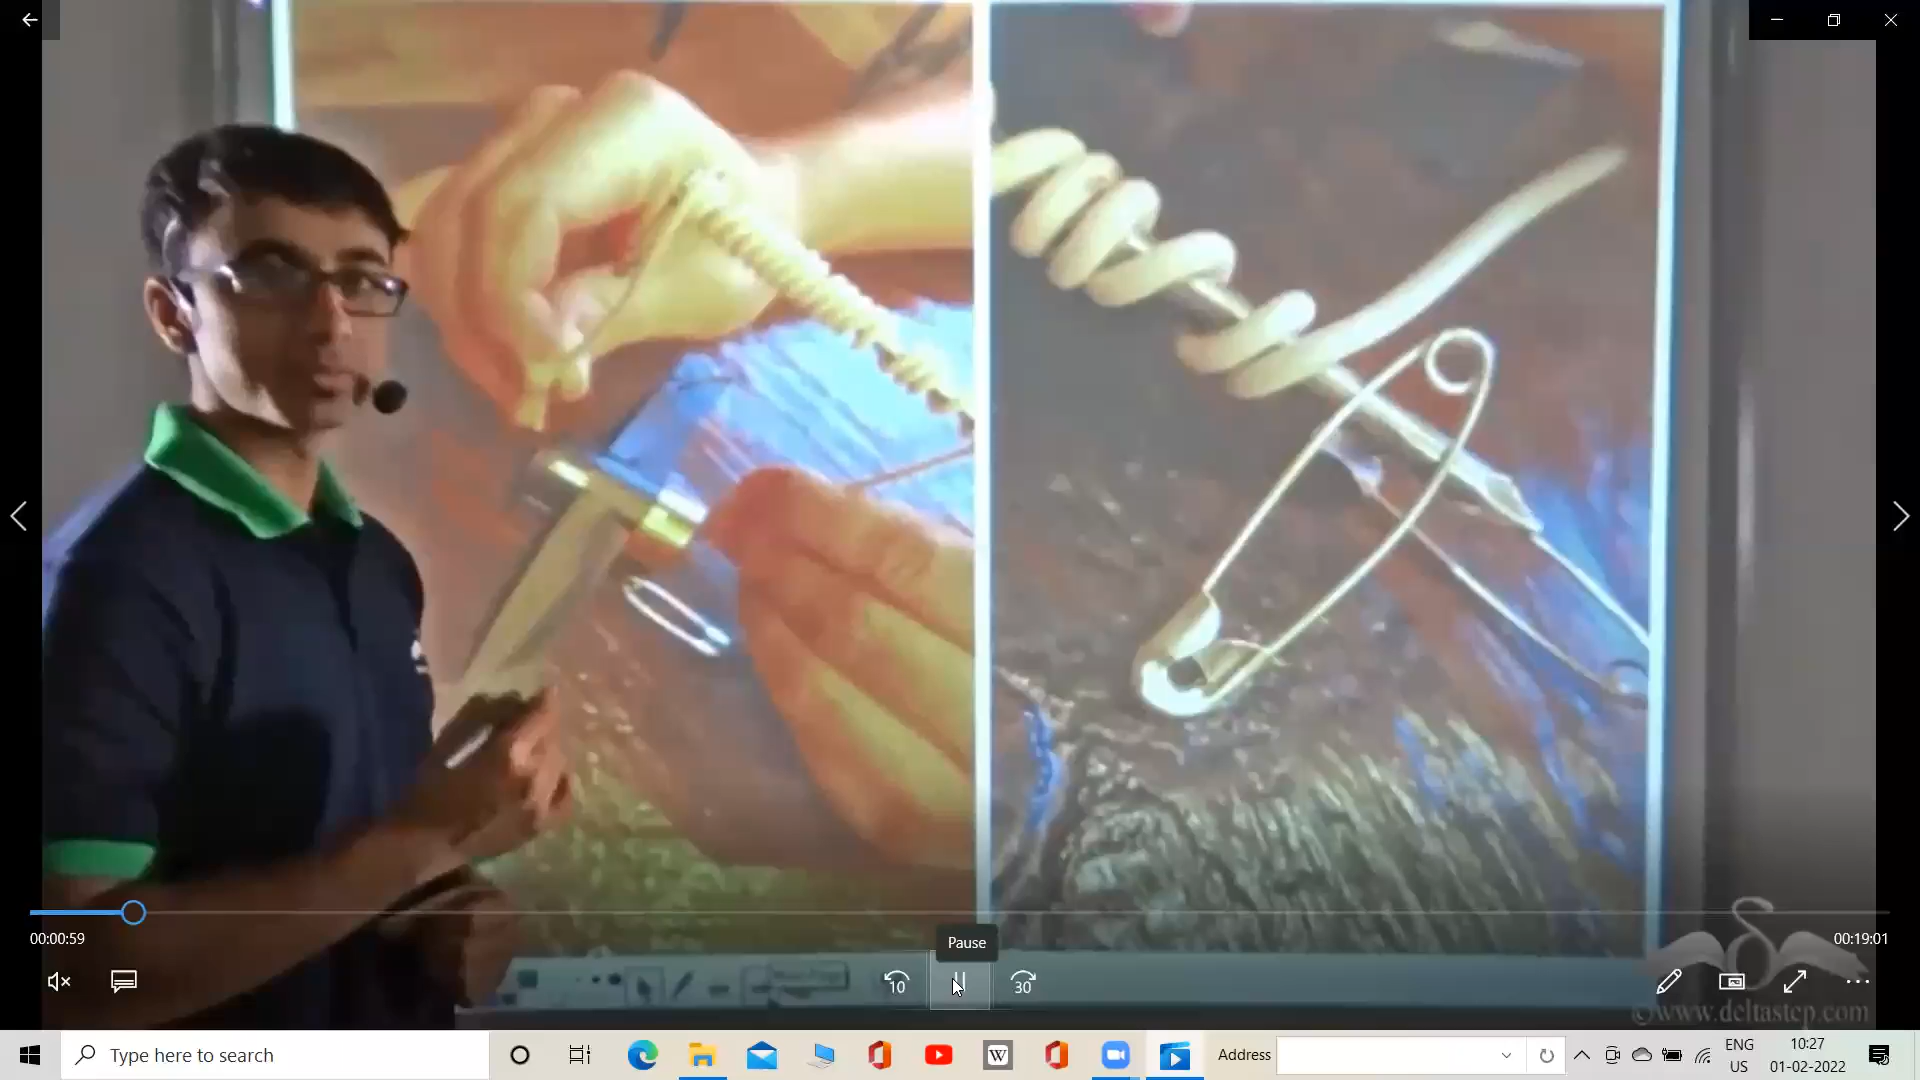 00:00:59
Pause
00:19:01
10
30
©www.deltastep.com
Type here to search
W
Address
ENG
US
10:27
01-02-2022